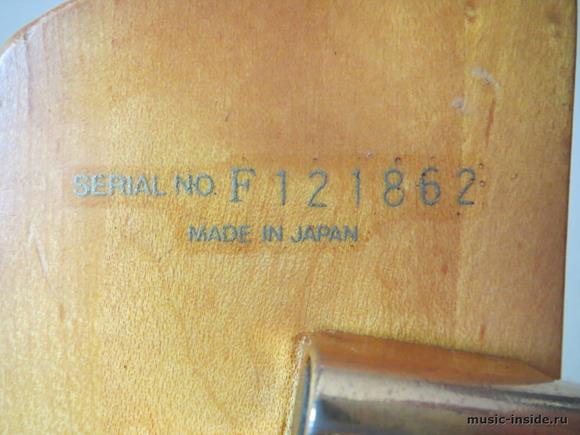 SERIAL NO. F 121862
MADE IN JAPAN
music-inside.ru